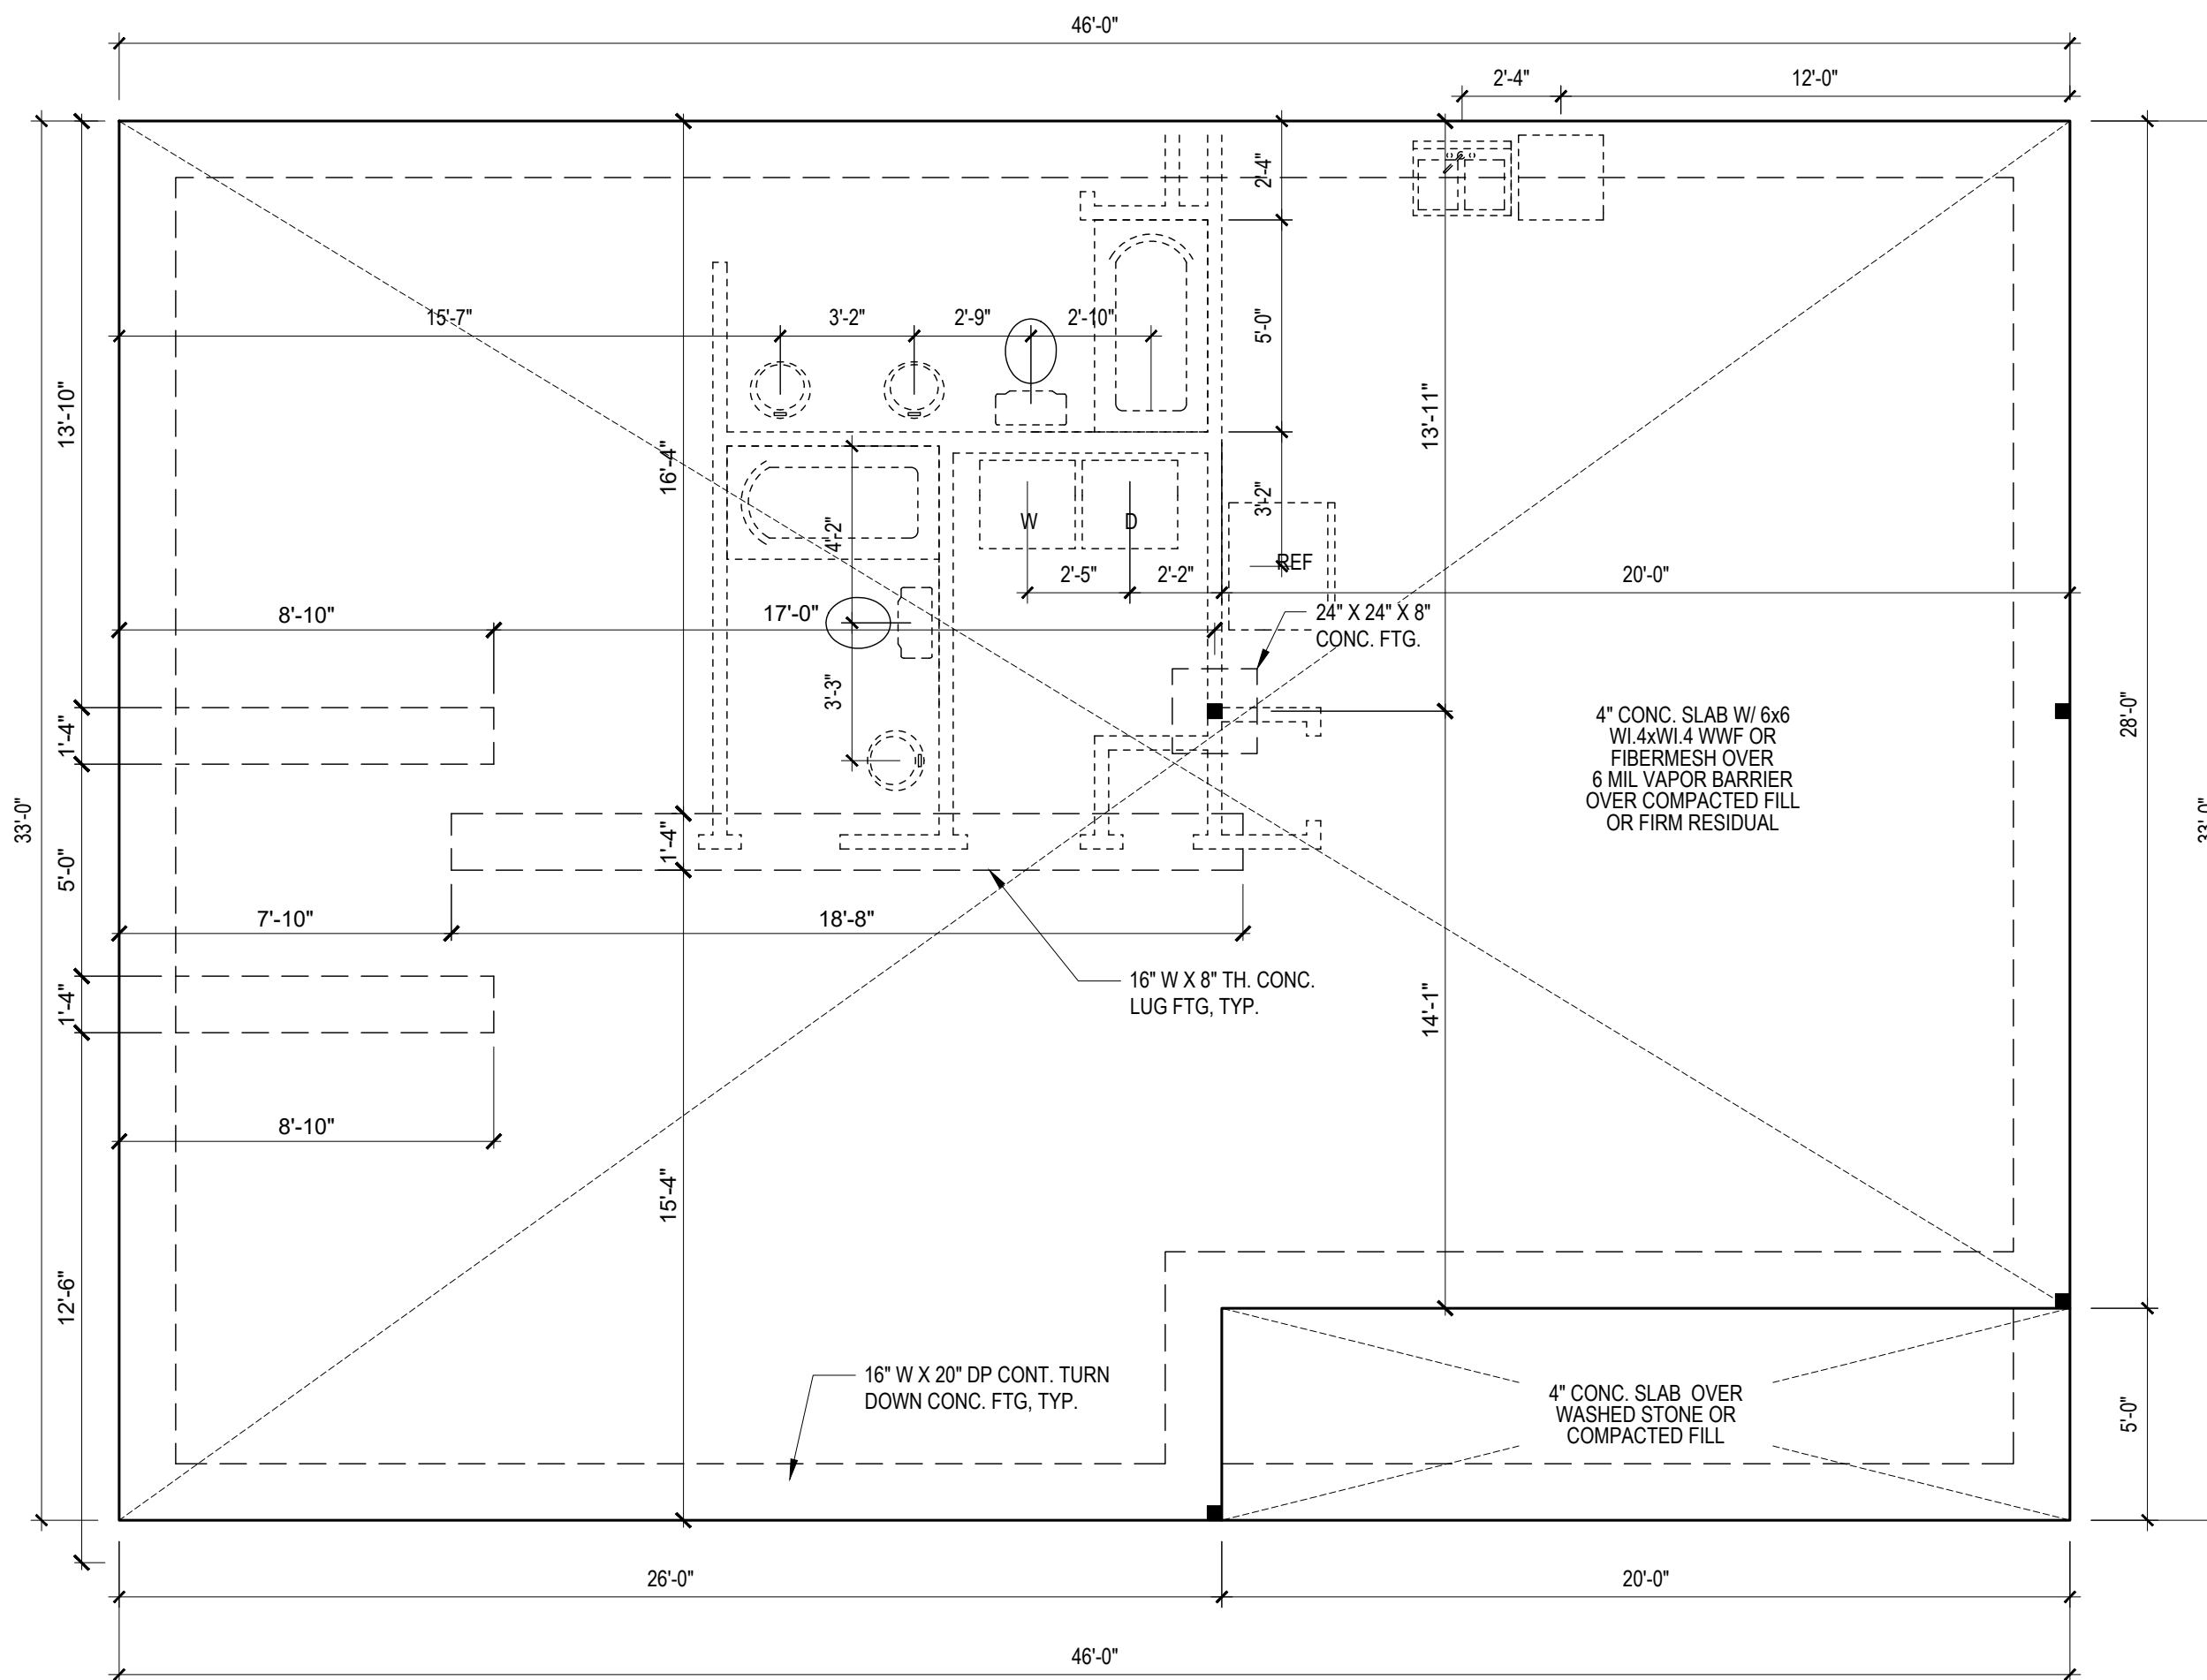 46'-0"
2'-4"
12'-0"
2'-4"
15'-7"
3'-2"
2'-9"
2'-10"
5'-0"
13'-10"
13'-11"
16'-4"
3'-2"
4'-2"
W
D
REF
2'-5"
2'-2"
20'-0"
8'-10"
17'-0"
24" X 24" X 8"
CONC. FTG.
3'-3"
1'-4"
28'-0"
4" CONC. SLAB W/ 6x6
WI.4xWI.4 WWF OR
FIBERMESH OVER
6 MIL VAPOR BARRIER
OVER COMPACTED FILL
OR FIRM RESIDUAL
33'-0"
33'-0"
1'-4"
5'-0"
7'-10"
18'-8"
16" W X 8" TH. CONC.
LUG FTG, TYP.
1'-4"
14'-1"
8'-10"
15'-4"
12'-6"
16" W X 20" DP CONT. TURN
DOWN CONC. FTG, TYP.
4" CONC. SLAB OVER
WASHED STONE OR
COMPACTED FILL
5'-0"
26'-0"
20'-0"
46'-0"